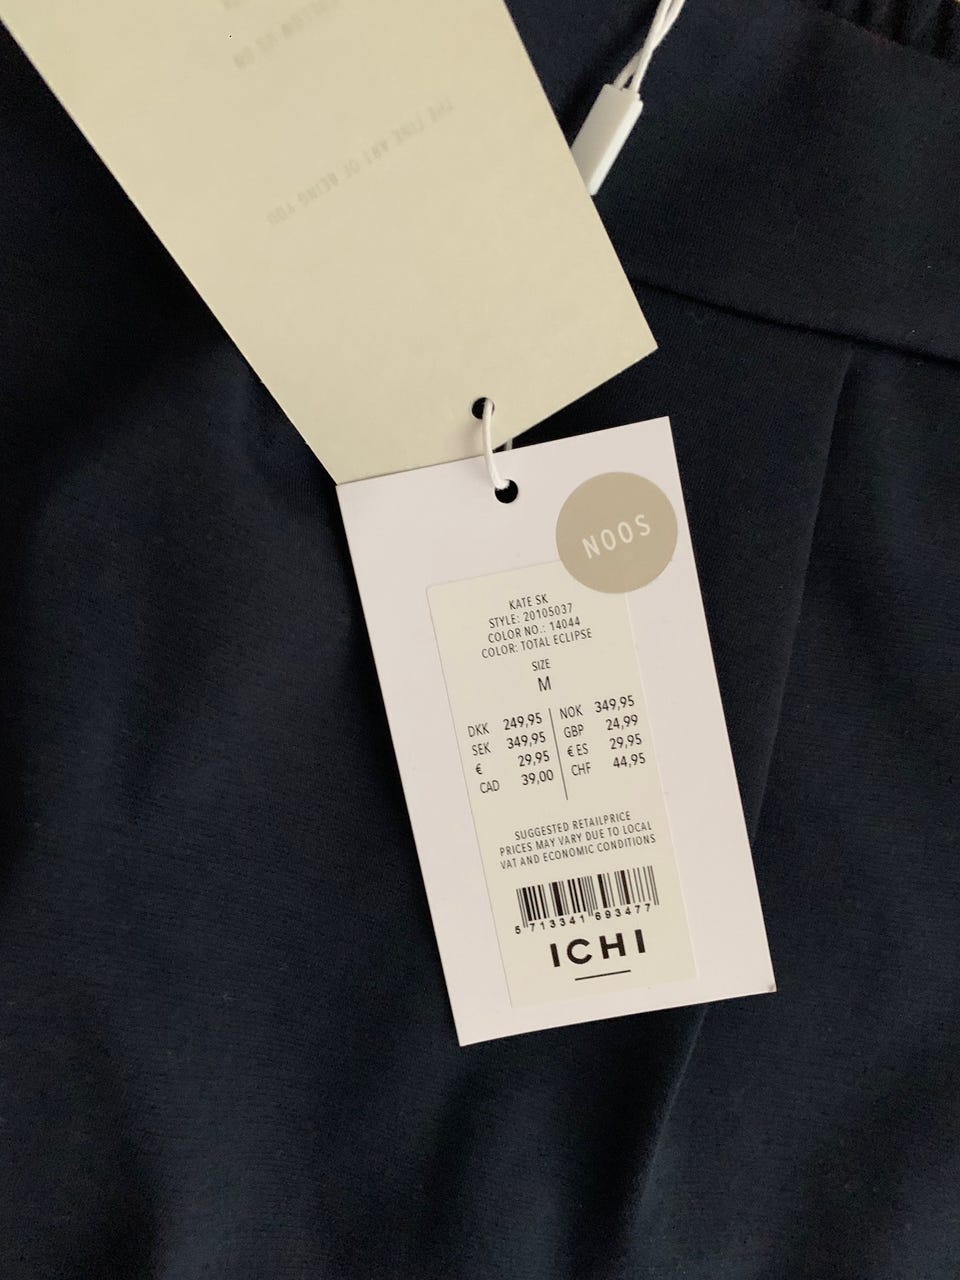 FOLLOW US ON
THE FINE ART OF BEING YOU
NOOS
KATE SK
STYLE: 20105037
COLOR NO.: 14044
COLOR: TOTAL ECLIPSE
SIZE
M
DKK 249,95 NOK 349,95
SEK 349,95 GBP 24,99
€ 29,95 € ES 29,95
CAD 39,00 CHF 44,95
SUGGESTED RETAILPRICE
PRICES MAY VARY DUE TO LOCAL
VAT AND ECONOMIC CONDITIONS
5 713341 693477
ICHI